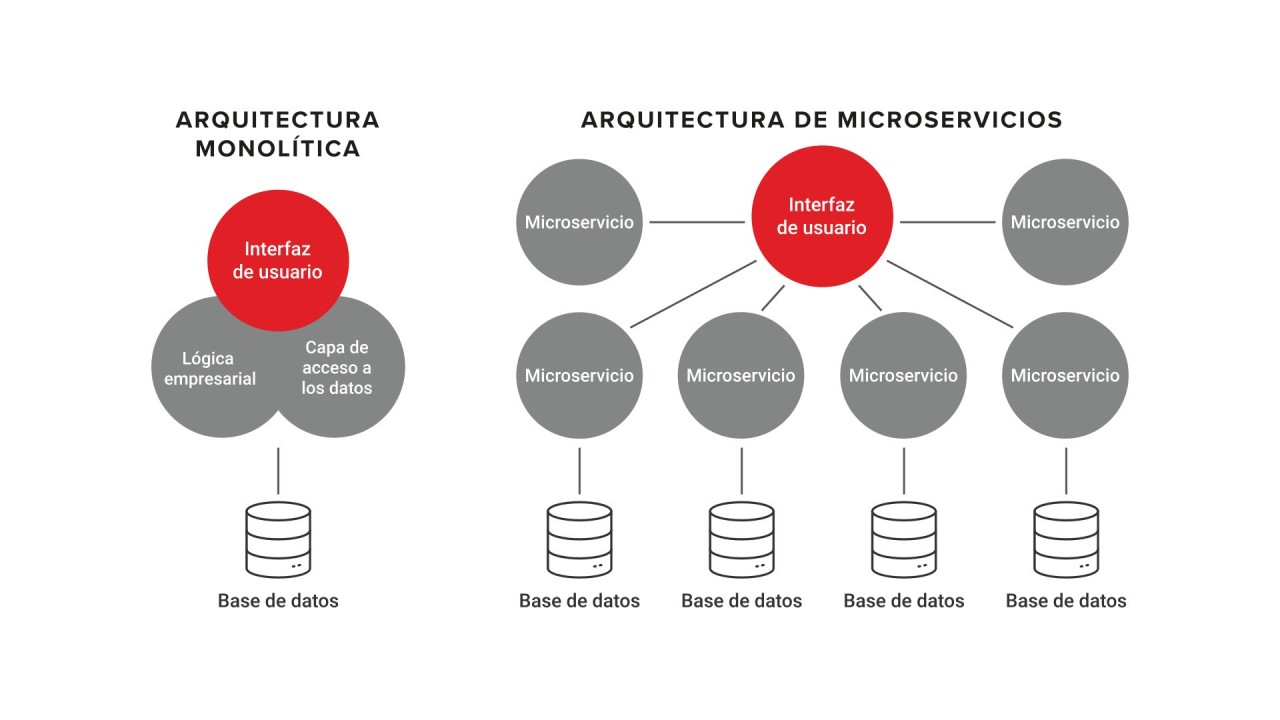 ARQUITECTURA
MONOLÍTICA
Interfaz
de usuario
Lógica
empresarial
Capa de
acceso a
los datos
Base de datos
ARQUITECTURA DE MICROSERVICIOS
Microservicio
Interfaz
de usuario
Microservicio
Microservicio
Microservicio
Microservicio
Microservicio
Base de datos
Base de datos
Base de datos
Base de datos